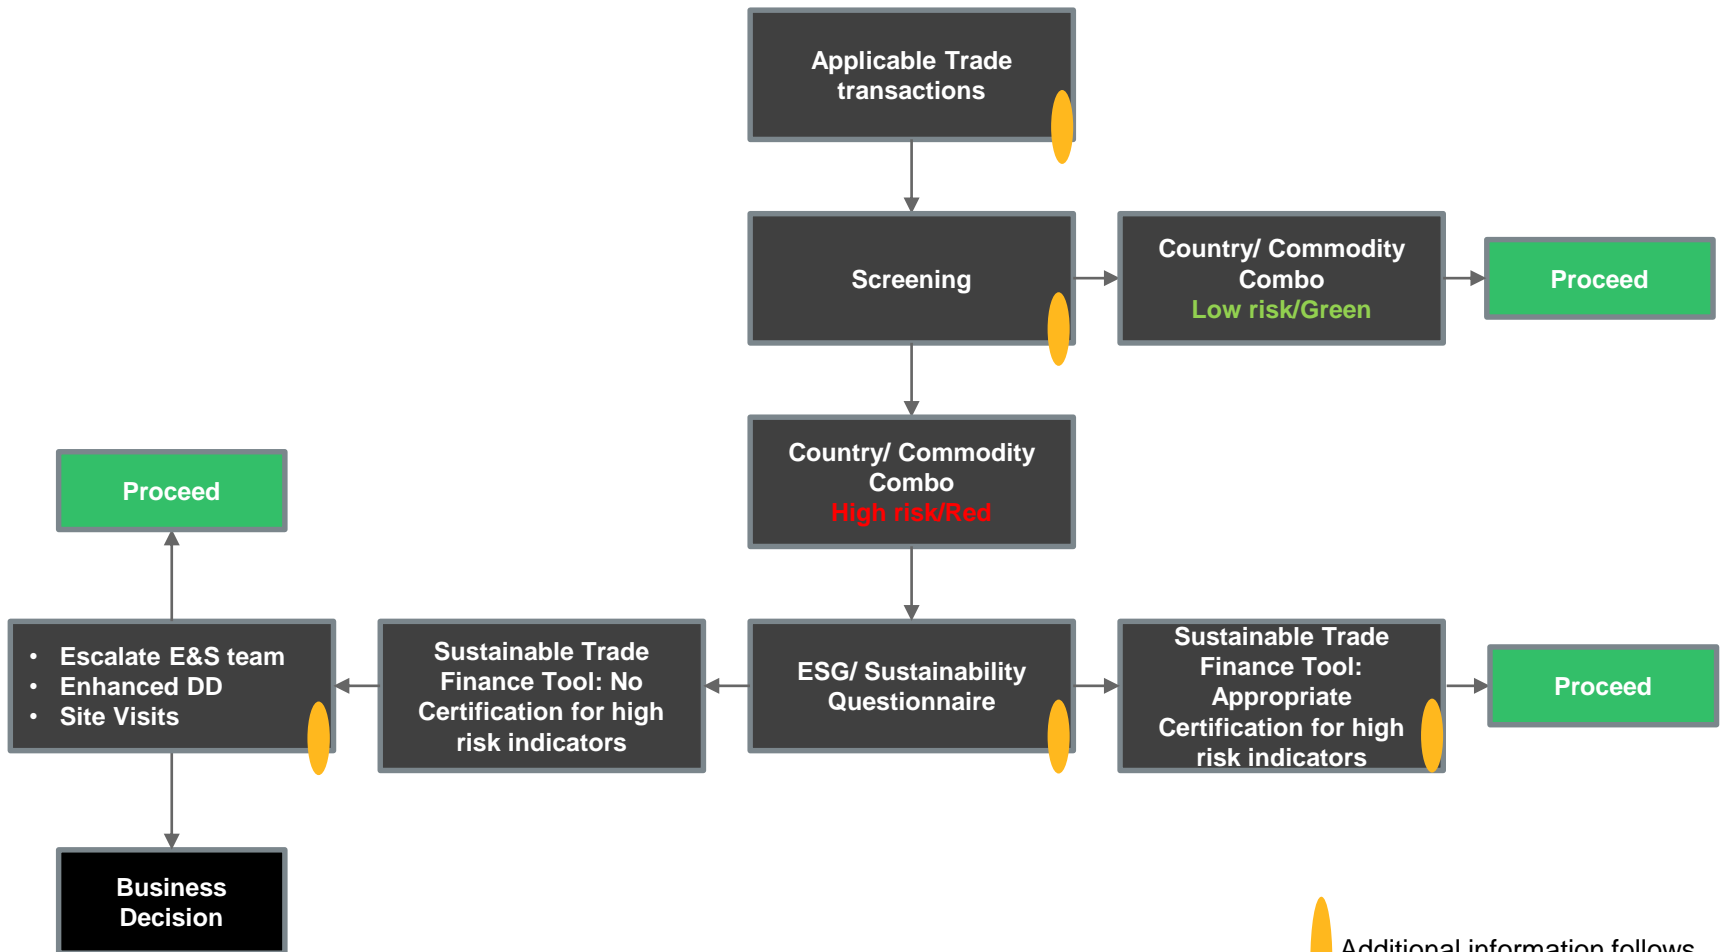 Applicable Trade
transactions
Screening
Country/ Commodity
Combo
Low risk/Green
Proceed
Country/ Commodity
Combo
High risk/Red
Proceed
• Escalate E&S team
• Enhanced DD
• Site Visits
Sustainable Trade
Finance Tool: No
Certification for high
risk indicators
ESG/ Sustainability
Questionnaire
Sustainable Trade
Finance Tool:
Appropriate
Certification for high
risk indicators
Proceed
Business
Decision
Additional information follows